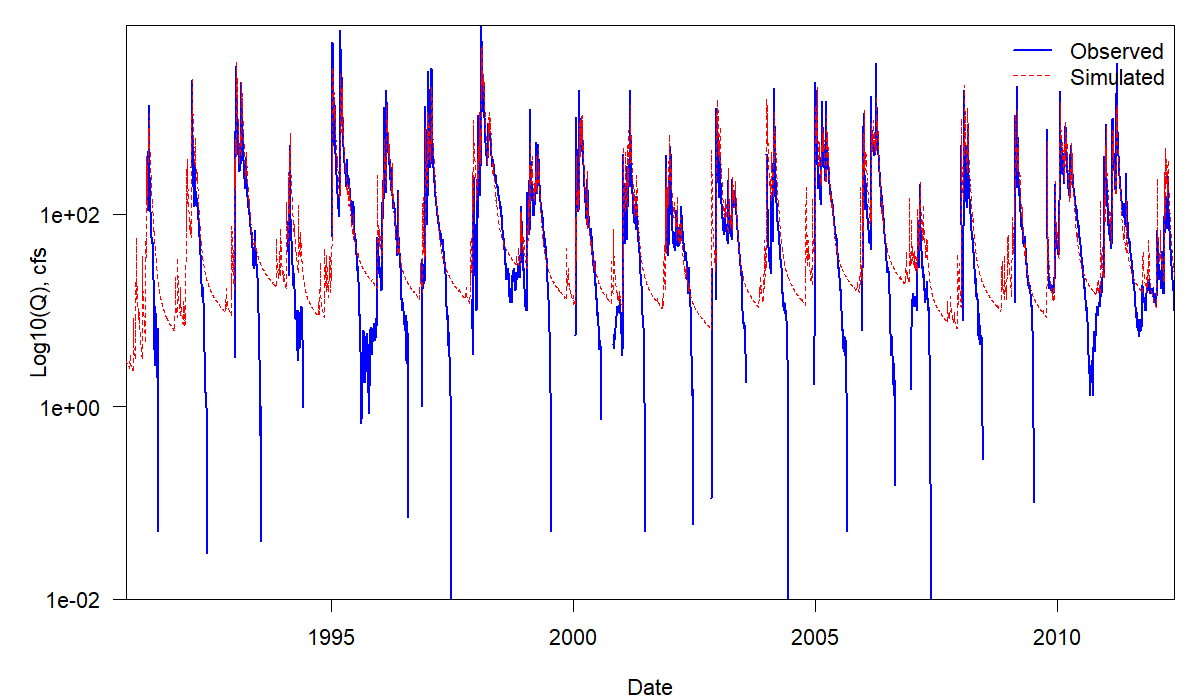 Observed
Simulated
1e+02
1e+00
1e-02
Log10(Q), cfs
1995
2000
2005
2010
Date